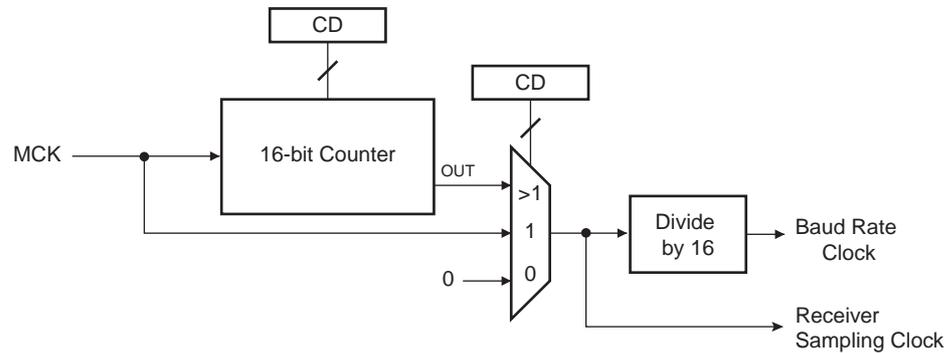 CD
CD
MCK
16-bit Counter
OUT
>1
1
0
0
Divide
by 16
Baud Rate
Clock
Receiver
Sampling Clock